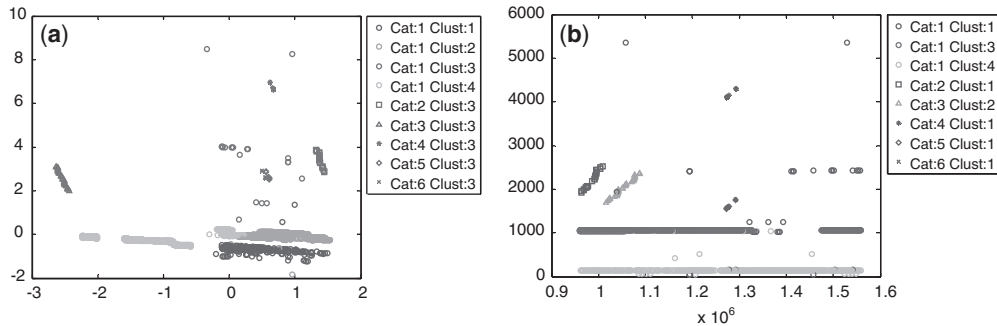 (a)
10
8
6
4
2
0
-2
-3 -2 -1 0 1 2
Cat:1 Clust:1
Cat:1 Clust:2
Cat:1 Clust:3
Cat:1 Clust:4
Cat:2 Clust:3
Cat:3 Clust:3
Cat:4 Clust:3
Cat:5 Clust:3
Cat:6 Clust:3
(b)
6000
5000
4000
3000
2000
1000
0
0.9 1 1.1 1.2 1.3 1.4 1.5 1.6
x 10⁶
Cat:1 Clust:1
Cat:1 Clust:3
Cat:1 Clust:4
Cat:2 Clust:1
Cat:3 Clust:2
Cat:4 Clust:1
Cat:5 Clust:1
Cat:6 Clust:1